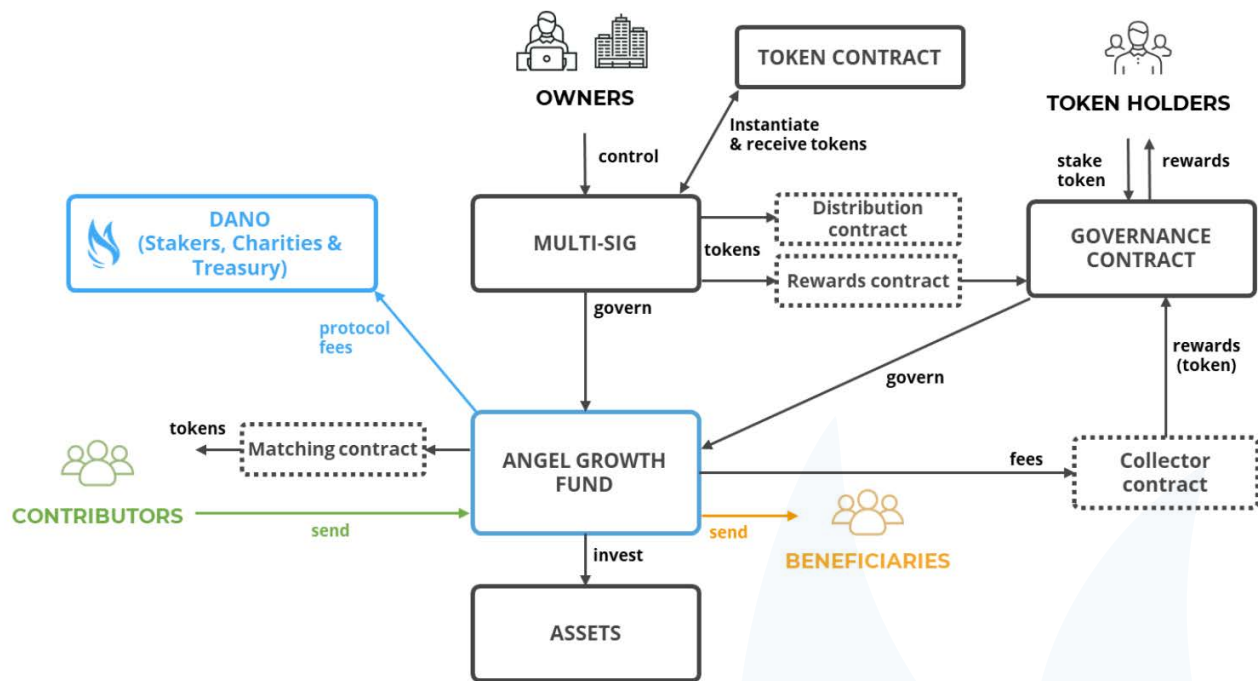 TOKEN CONTRACT
OWNERS
TOKEN HOLDERS
Instantiate
& receive tokens
control
stake
token
rewards
DANO
(Stakers, Charities &
Treasury)
MULTI-SIG
tokens
Distribution
contract
Rewards contract
GOVERNANCE
CONTRACT
govern
protocol
fees
rewards
(token)
govern
tokens
Matching contract
ANGEL GROWTH
FUND
fees
Collector
contract
CONTRIBUTORS
send
send
BENEFICIARIES
invest
ASSETS